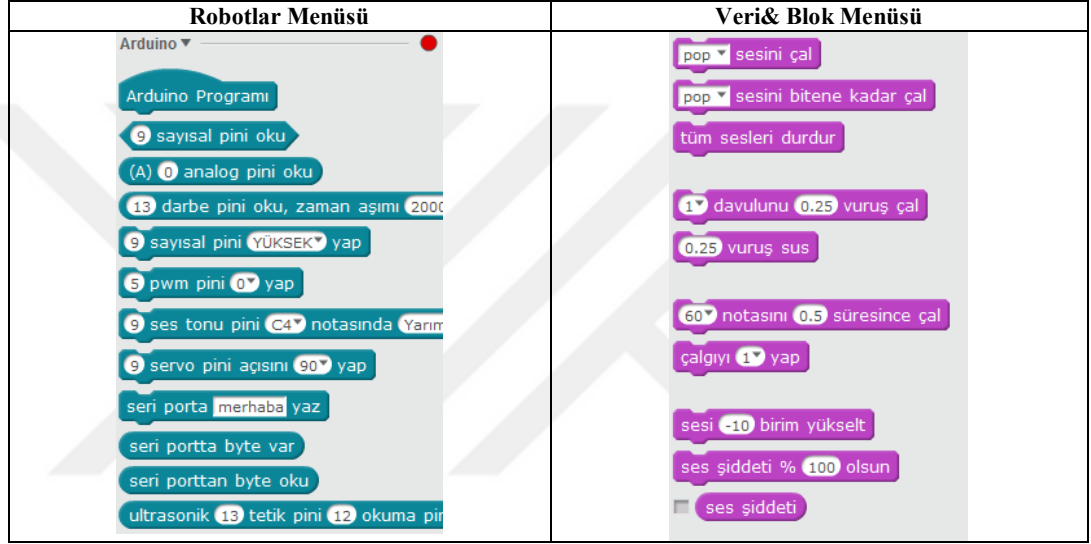 Robotlar Menüsü
Veri& Blok Menüsü
Arduino
Arduino Programı
9 sayısal pini oku
(A) 0 analog pini oku
13 darbe pini oku, zaman aşımı 2000
9 sayısal pini YÜKSEK yap
5 pwm pini 0 yap
9 ses tonu pini C4 notasında Yarım
9 servo pini açısını 90 yap
seri porta merhaba yaz
seri portta byte var
seri porttan byte oku
ultrasonik 13 tetik pini 12 okuma pin
pop sesini çal
pop sesini bitene kadar çal
tüm sesleri durdur
1 davulunu 0.25 vuruş çal
0.25 vuruş sus
60 notasını 0.5 süresince çal
çalgıyı 1 yap
sesi -10 birim yükselt
ses şiddeti % 100 olsun
ses şiddeti